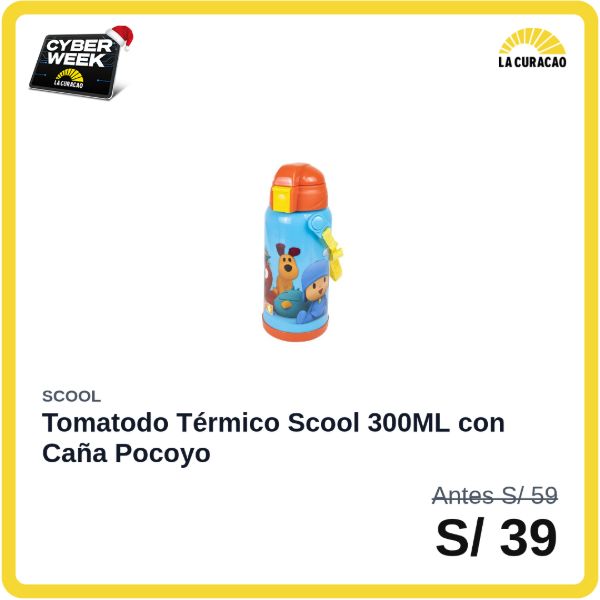 CYBER
WEEK
LA CURACAO
LA CURACAO
SCOOL
Tomatodo Térmico Scool 300ML con
Caña Pocoyo
Antes S/ 59
S/ 39